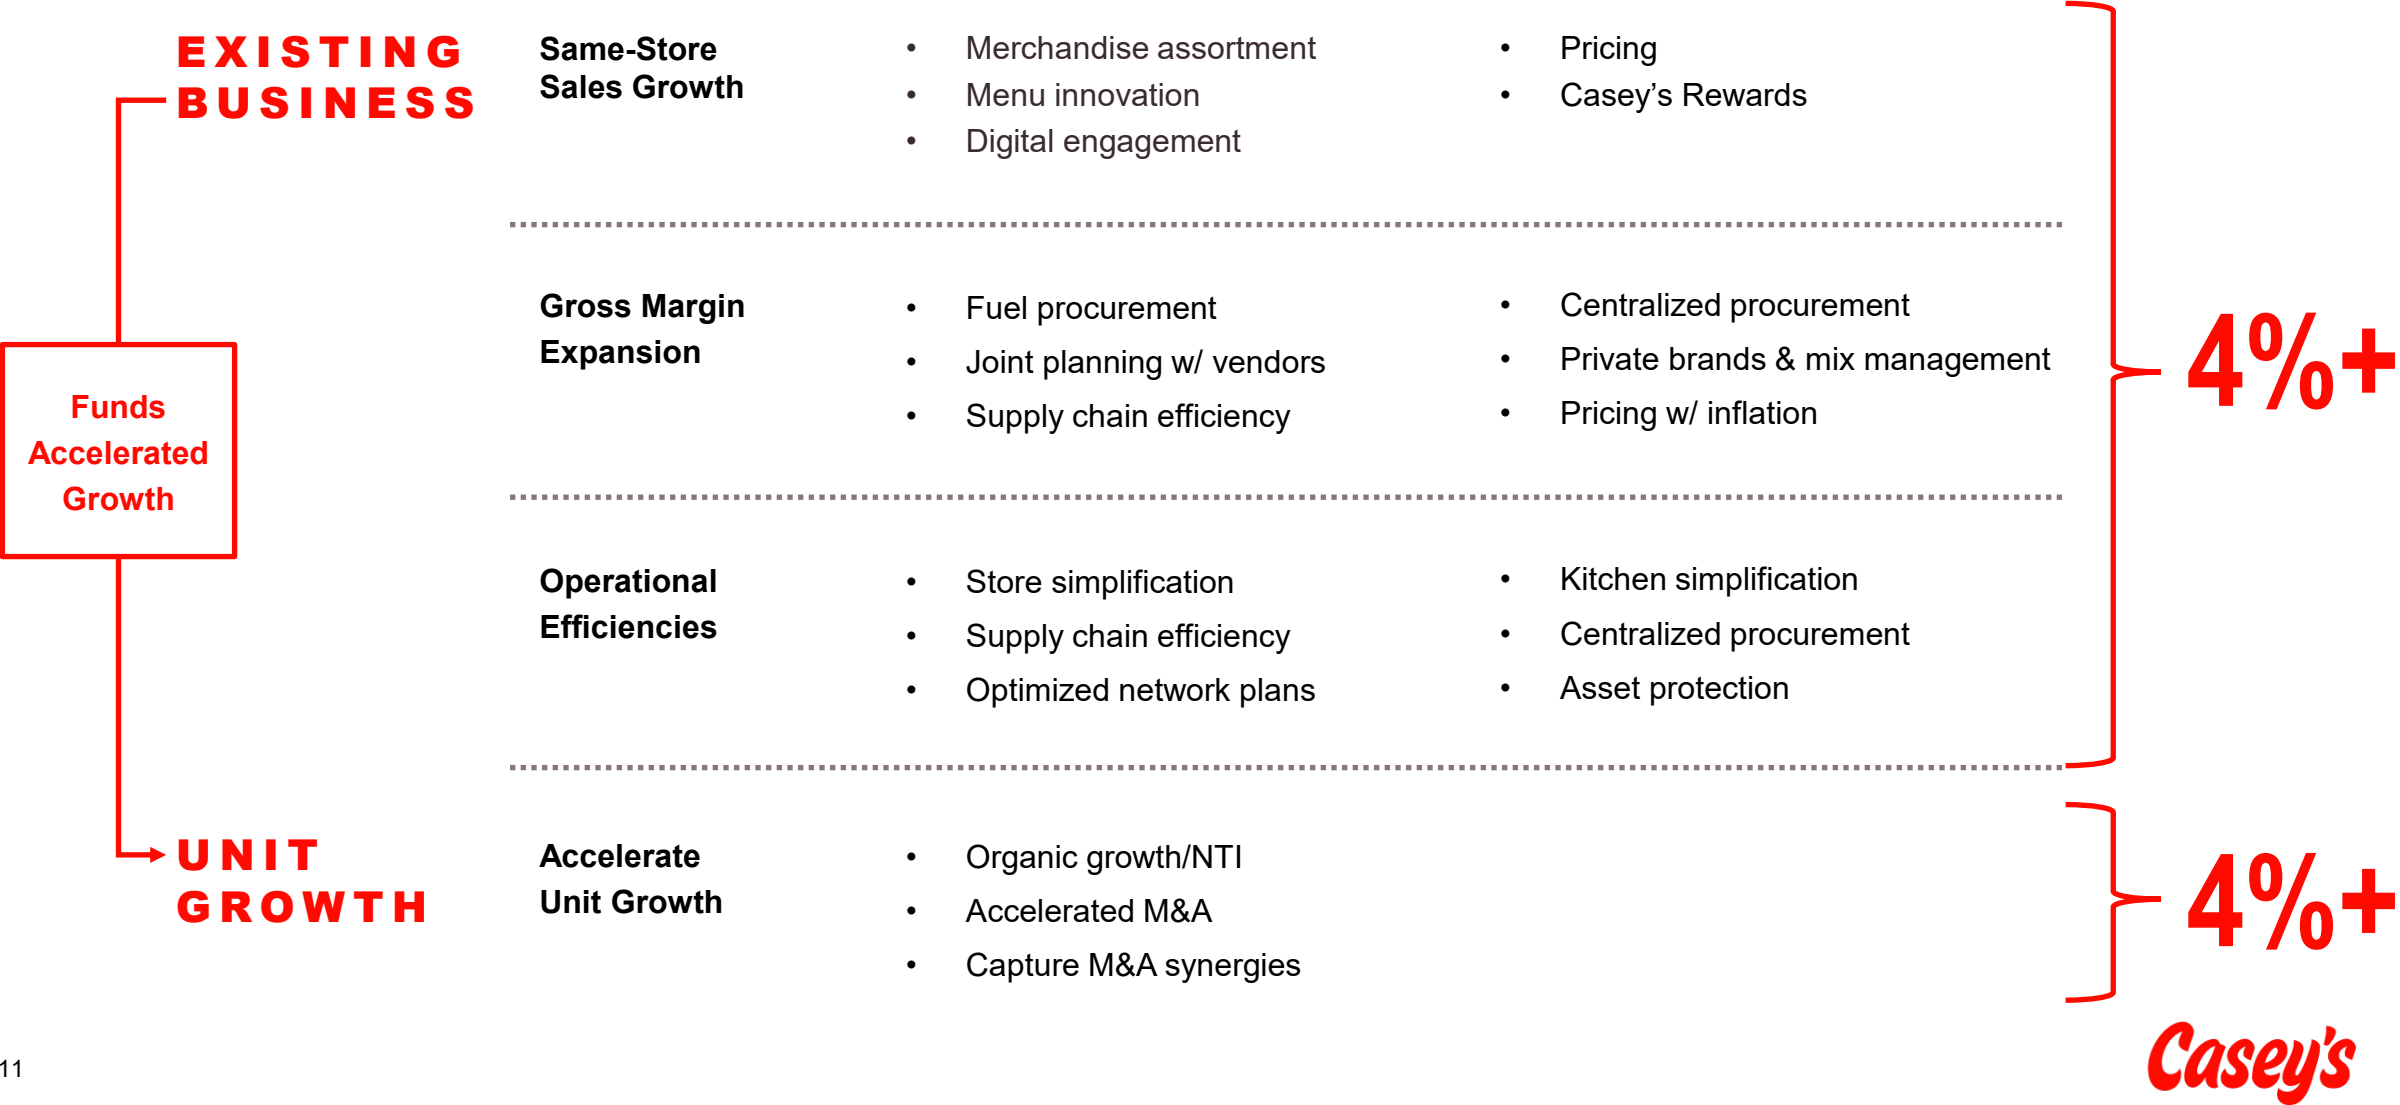 EXISTING
BUSINESS
Same-Store
Sales Growth
• Merchandise assortment
• Menu innovation
• Digital engagement
• Pricing
• Casey’s Rewards
Gross Margin
Expansion
• Fuel procurement
• Joint planning w/ vendors
• Supply chain efficiency
• Centralized procurement
• Private brands & mix management
• Pricing w/ inflation
4%+
Funds
Accelerated
Growth
Operational
Efficiencies
• Store simplification
• Supply chain efficiency
• Optimized network plans
• Kitchen simplification
• Centralized procurement
• Asset protection
UNIT
GROWTH
Accelerate
Unit Growth
• Organic growth/NTI
• Accelerated M&A
• Capture M&A synergies
4%+
11
Casey's